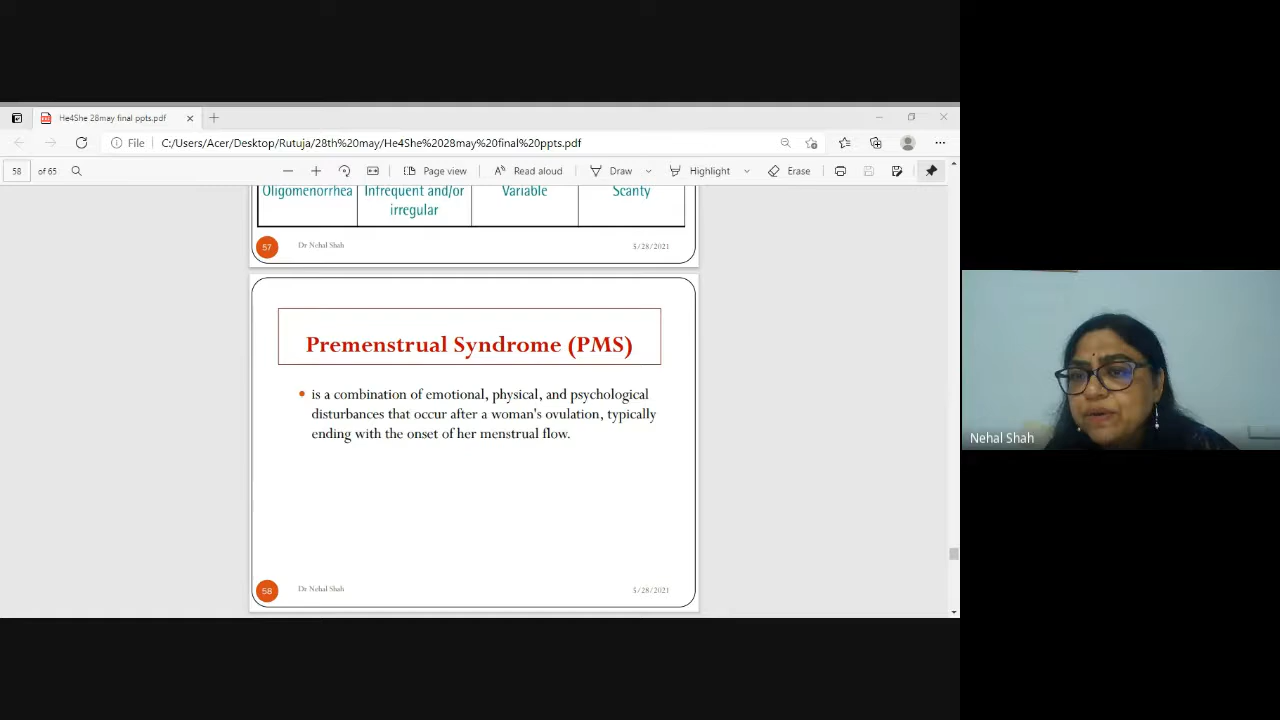 He4She 28may final ppts.pdf
File C:/Users/Acer/Desktop/Rutuja/28th%20may/He4She%2028may%20final%20ppts.pdf
58 of 65 Page view Read aloud Draw Highlight Erase
Oligomenorrhea Infrequent and/or Variable Scanty
irregular
57 Dr Nehal Shah 5/28/2021
Premenstrual Syndrome (PMS)
• is a combination of emotional, physical, and psychological
disturbances that occur after a woman's ovulation, typically
ending with the onset of her menstrual flow.
58 Dr Nehal Shah 5/28/2021
Nehal Shah